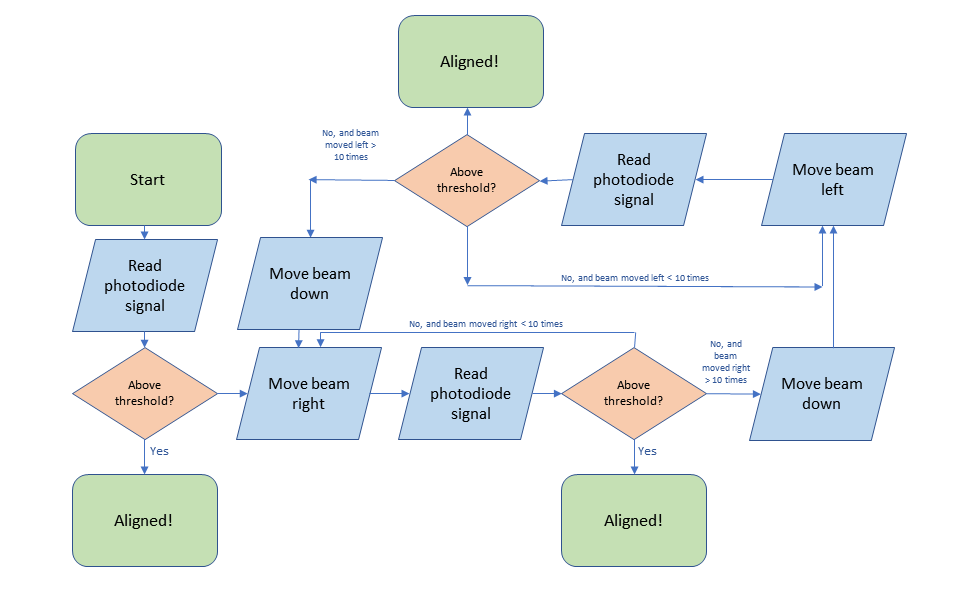 Aligned!
No, and beam
moved left >
10 times
Above
threshold?
Read
photodiode
signal
Move beam
left
Start
Read
photodiode
signal
Move beam
down
No, and beam moved left < 10 times
No, and beam moved right < 10 times
Above
threshold?
Move beam
right
Read
photodiode
signal
Above
threshold?
No, and
beam
moved right
> 10 times
Move beam
down
Yes
Yes
Aligned!
Aligned!